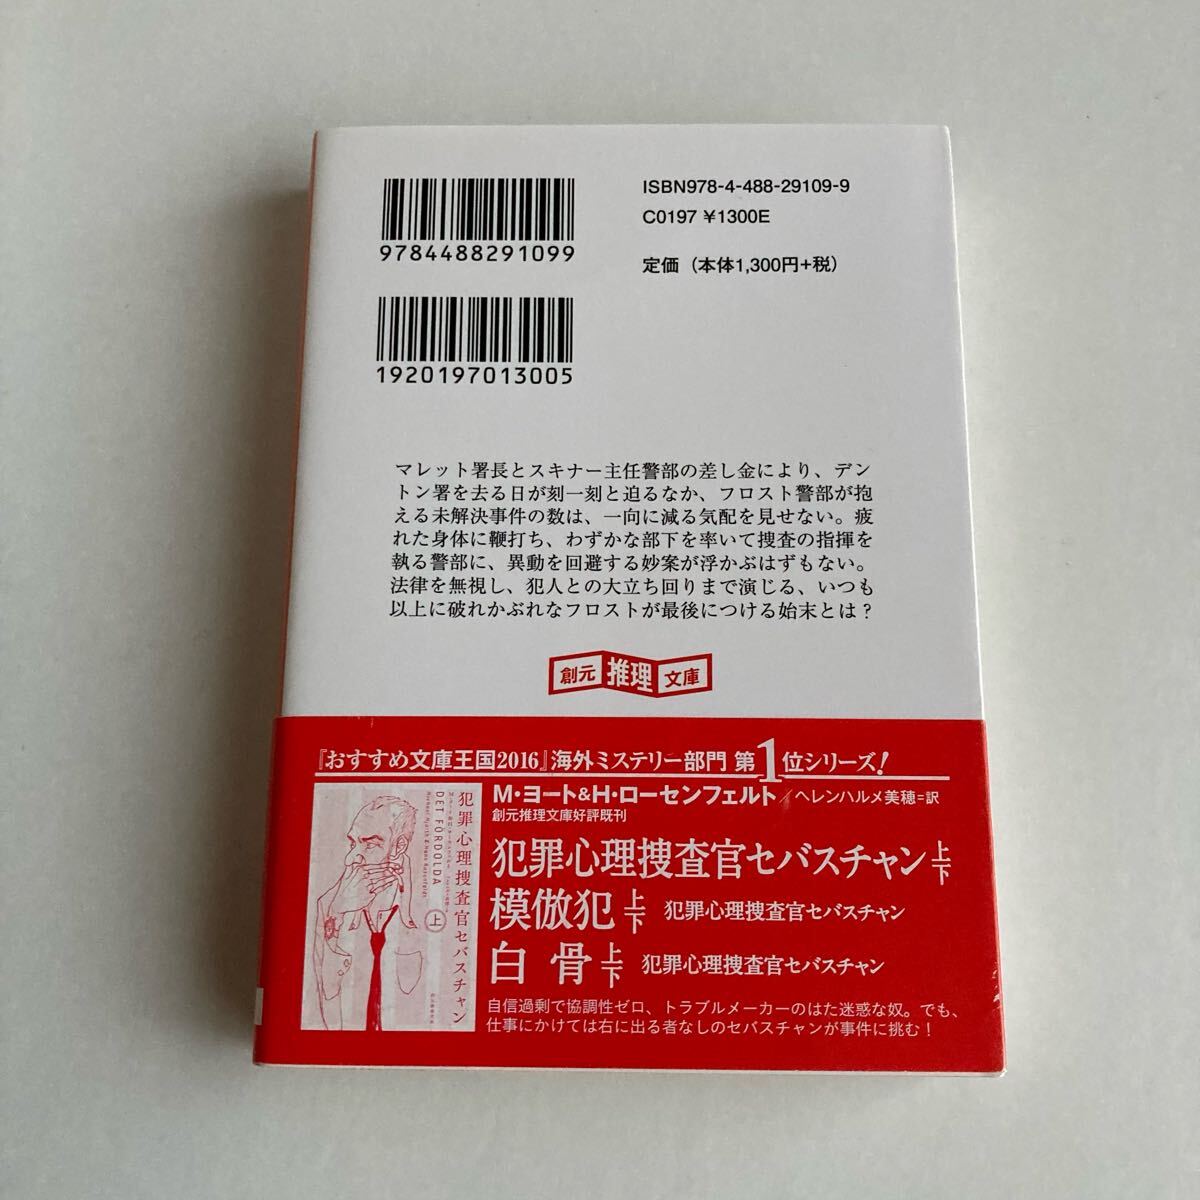 ISBN978-4-488-29109-9
C0197 ¥1300E
定価（本体1,300円+税）
9784488291099
1920197013005
マレット署長とスキナー主任警部の差し金により、デン
トン署を去る日が刻一刻と迫るなか、フロスト警部が抱
える未解決事件の数は、一向に減る気配を見せない。疲
れた身体に鞭打ち、わずかな部下を率いて捜査の指揮を
執る警部に、異動を回避する妙案が浮かぶはずもない。
法律を無視し、犯人との大立ち回りまで演じる、いつも
以上に破れかぶれなフロストが最後につける始末とは？
創元 推理 文庫
『おすすめ文庫王国2016』海外ミステリー部門 第1位シリーズ！
M・ヨート&H・ローセンフェルト／ヘレンハルメ美穂＝訳
創元推理文庫好評既刊
犯罪心理捜査官セバスチャン 上下
模倣犯 上下 犯罪心理捜査官セバスチャン
白骨 上下 犯罪心理捜査官セバスチャン
自信過剰で協調性ゼロ、トラブルメーカーのはた迷惑な奴。でも、
仕事にかけては右に出る者なしのセバスチャンが事件に挑む！
犯罪心理捜査官セバスチャン
上
DET FÖRDOLDA